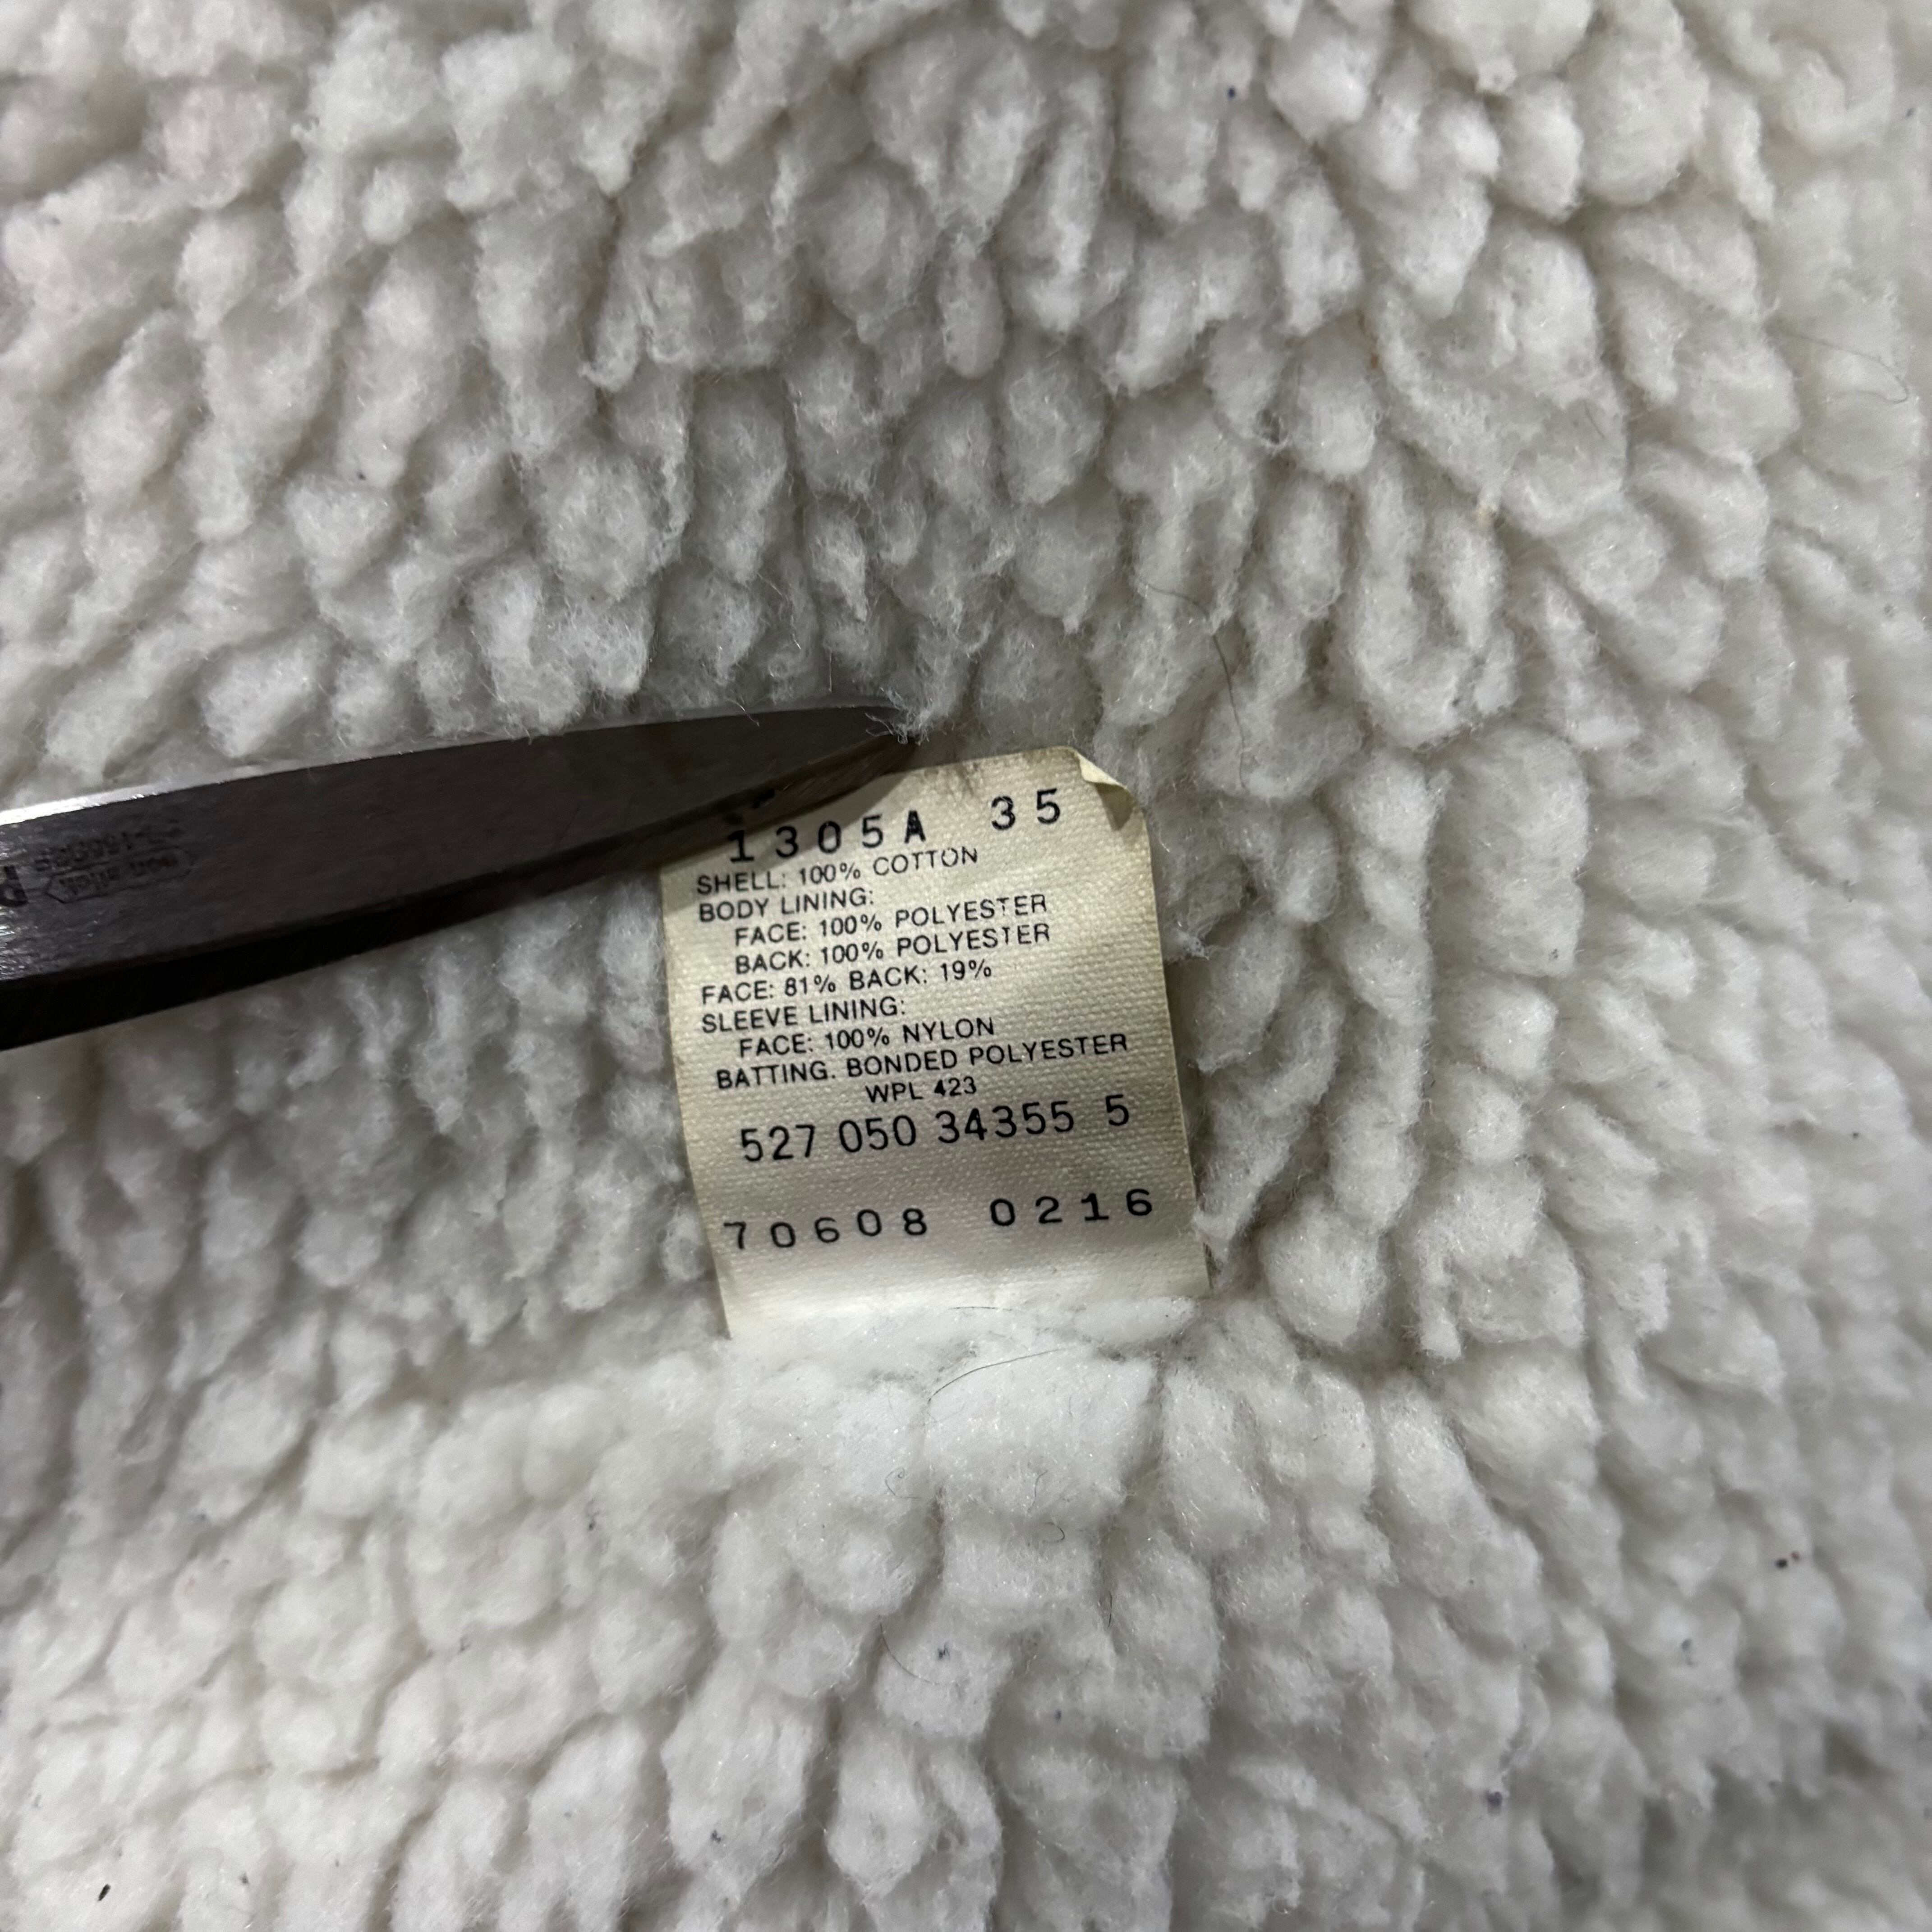 1305A 35
SHELL: 100% COTTON
BODY LINING:
FACE: 100% POLYESTER
BACK: 100% POLYESTER
FACE: 81% BACK: 19%
SLEEVE LINING:
FACE: 100% NYLON
BATTING. BONDED POLYESTER
WPL 423
527 050 34355 5
70608 0216